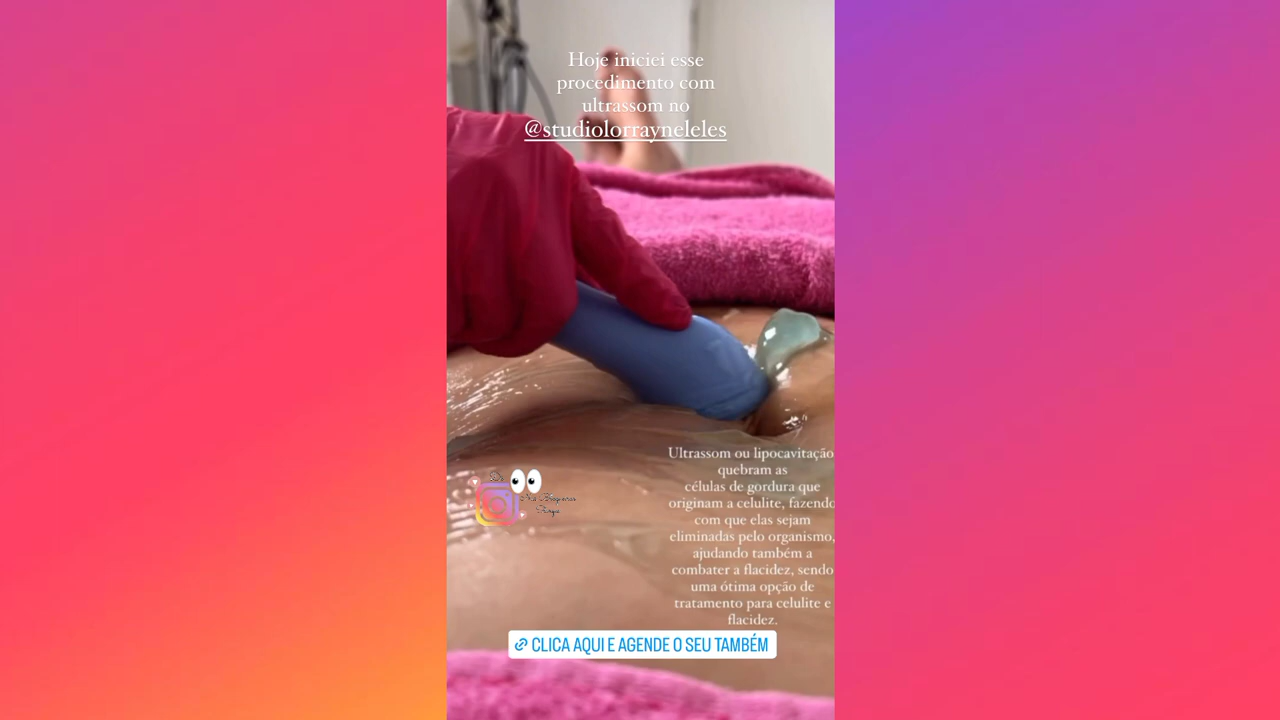 Hoje iniciei esse
procedimento com
ultrassom no
@studiolorrayneleles
Ultrassom ou lipocavitação
quebram as
células de gordura que
originam a celulite, fazendo
com que elas sejam
eliminadas pelo organismo,
ajudando também a
combater a flacidez, sendo
uma ótima opção de
tratamento para celulite e
flacidez.
CLICA AQUI E AGENDE O SEU TAMBÉM